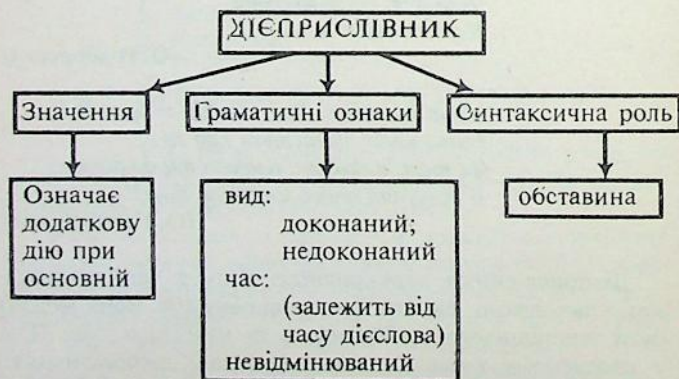 ДІЄПРИСЛІВНИК
Значення
Граматичні ознаки
Синтаксична роль
Означає
додаткову
дію при
основній
вид:
доконаний;
недоконаний
час:
(залежить від
часу дієслова)
невідмінюваний
обставина